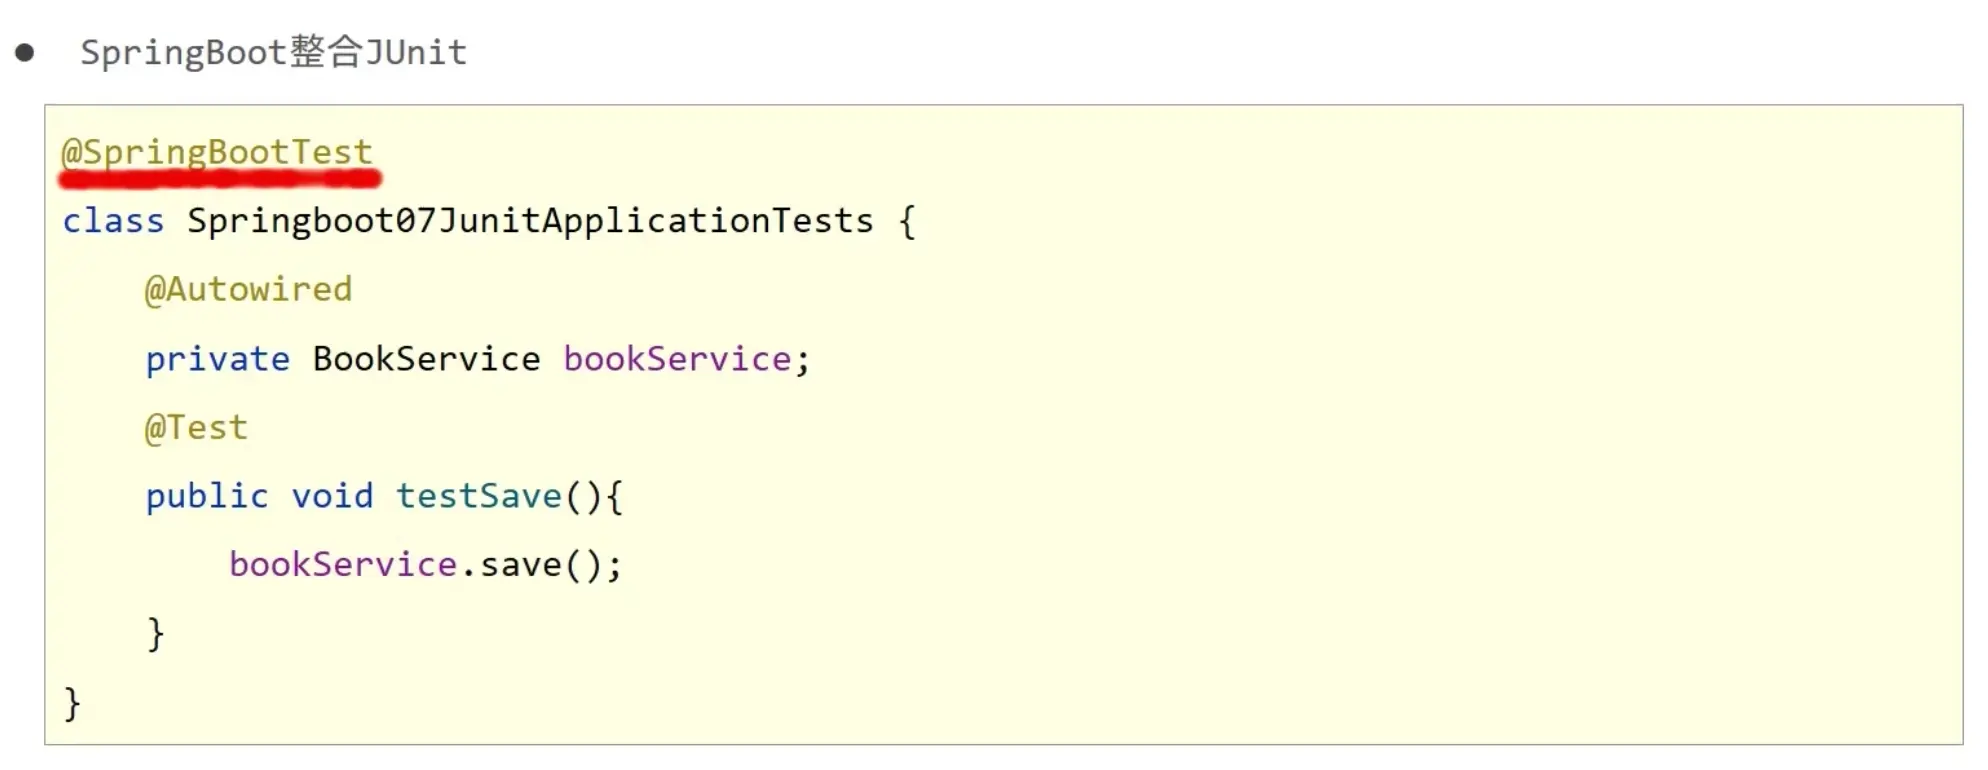 ● SpringBoot整合JUnit
@SpringBootTest
class Springboot07JunitApplicationTests {
    @Autowired
    private BookService bookService;
    @Test
    public void testSave(){
        bookService.save();
    }
}